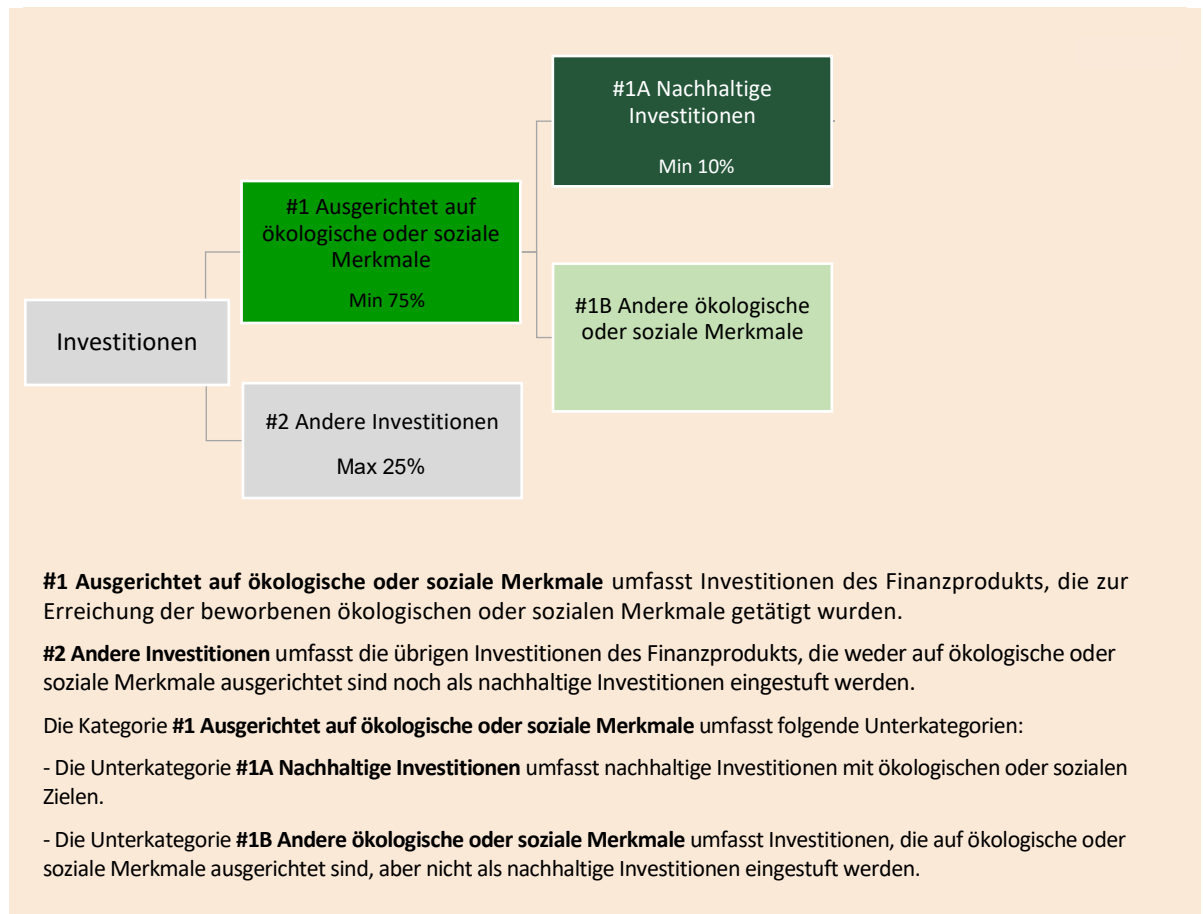 #1A Nachhaltige
Investitionen
Min 10%
#1 Ausgerichtet auf
ökologische oder soziale
Merkmale
Min 75%
#1B Andere ökologische
oder soziale Merkmale
Investitionen
#2 Andere Investitionen
Max 25%
#1 Ausgerichtet auf ökologische oder soziale Merkmale umfasst Investitionen des Finanzprodukts, die zur
Erreichung der beworbenen ökologischen oder sozialen Merkmale getätigt wurden.
#2 Andere Investitionen umfasst die übrigen Investitionen des Finanzprodukts, die weder auf ökologische oder
soziale Merkmale ausgerichtet sind noch als nachhaltige Investitionen eingestuft werden.
Die Kategorie #1 Ausgerichtet auf ökologische oder soziale Merkmale umfasst folgende Unterkategorien:
- Die Unterkategorie #1A Nachhaltige Investitionen umfasst nachhaltige Investitionen mit ökologischen oder sozialen
Zielen.
- Die Unterkategorie #1B Andere ökologische oder soziale Merkmale umfasst Investitionen, die auf ökologische oder
soziale Merkmale ausgerichtet sind, aber nicht als nachhaltige Investitionen eingestuft werden.